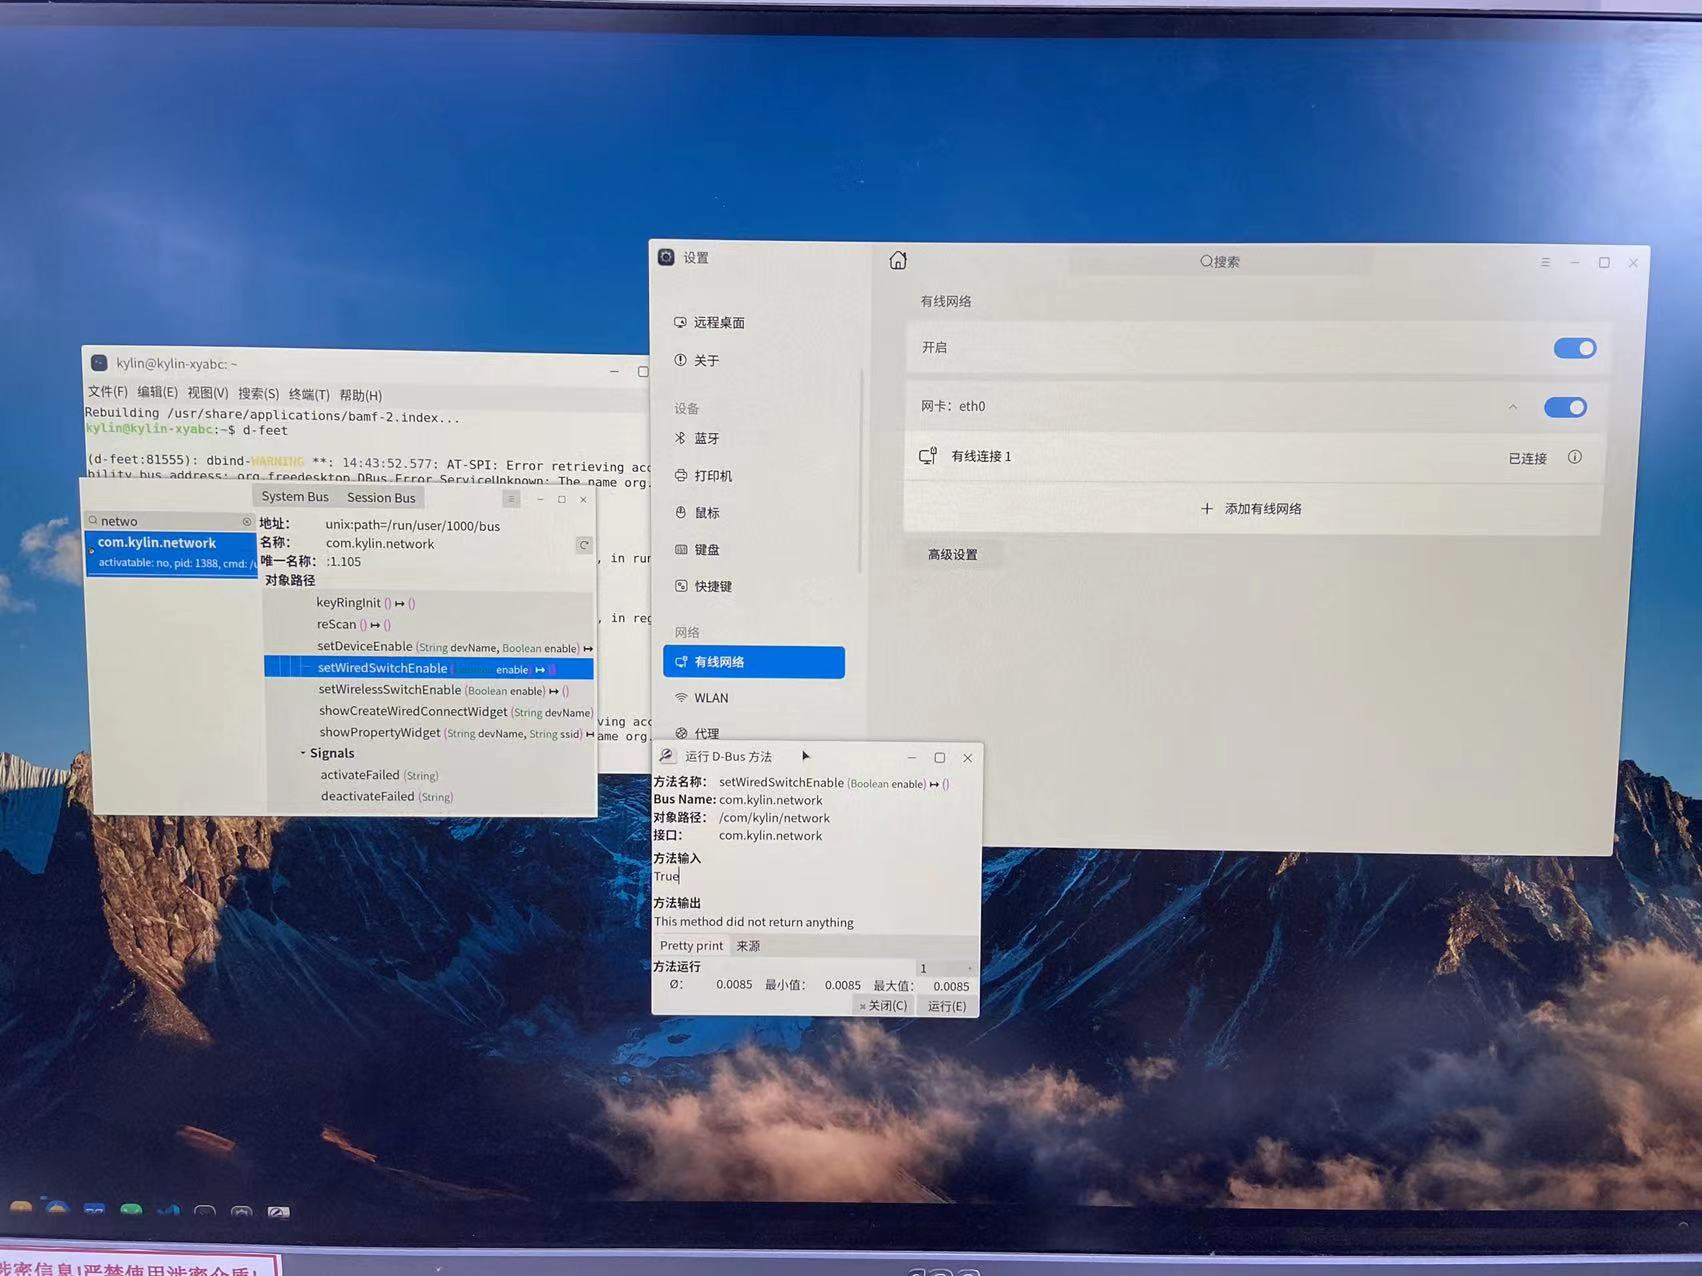 kylin@kylin-xyabc: ~
文件(F) 编辑(E) 视图(V) 搜索(S) 终端(T) 帮助(H)
Rebuilding /usr/share/applications/bamf-2.index...
kylin@kylin-xyabc:~$ d-feet
(d-feet:81555): dbind-WARNING **: 14:43:52.577: AT-SPI: Error retrieving acc
bility bus address: org.freedesktop.DBus.Error.ServiceUnknown: The name org.
, in run
, in reg
ving acc
ame org.
System Bus Session Bus
netwo
com.kylin.network
activatable: no, pid: 1388, cmd: /u
地址： unix:path=/run/user/1000/bus
名称： com.kylin.network
唯一名称： :1.105
对象路径
keyRingInit () ↦ ()
reScan () ↦ ()
setDeviceEnable (String devName, Boolean enable) ↦
setWiredSwitchEnable (Boolean enable) ↦ ()
setWirelessSwitchEnable (Boolean enable) ↦ ()
showCreateWiredConnectWidget (String devName)
showPropertyWidget (String devName, String ssid) ↦
Signals
activateFailed (String)
deactivateFailed (String)
设置
搜索
远程桌面
关于
设备
蓝牙
打印机
鼠标
键盘
快捷键
网络
有线网络
WLAN
代理
有线网络
开启
网卡：eth0
有线连接 1 已连接
添加有线网络
高级设置
运行 D-Bus 方法
方法名称： setWiredSwitchEnable (Boolean enable) ↦ ()
Bus Name: com.kylin.network
对象路径： /com/kylin/network
接口： com.kylin.network
方法输入
True
方法输出
This method did not return anything
Pretty print 来源
方法运行 1
Ø： 0.0085 最小值： 0.0085 最大值： 0.0085
关闭(C) 运行(E)
涉密信息!严禁使用涉密介质!